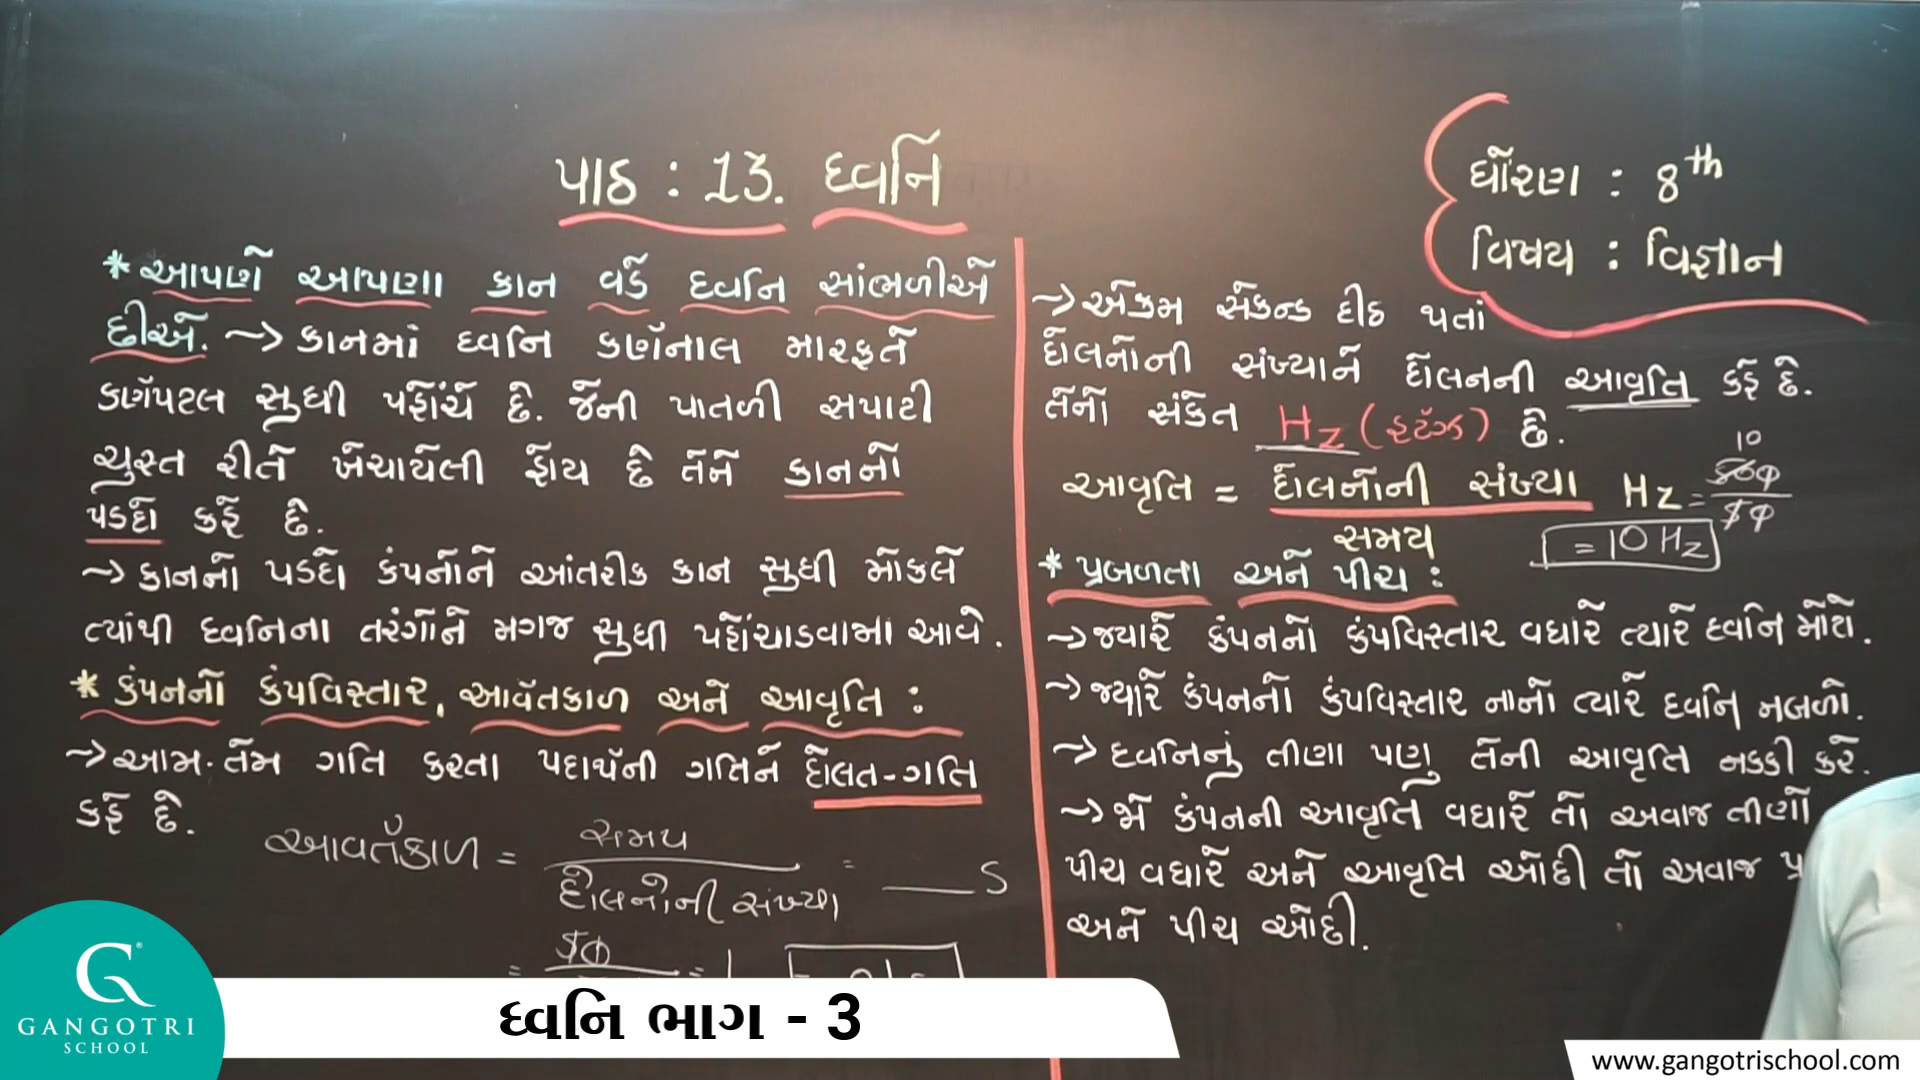 પાઠ : 13. ધ્વનિ
ધોરણ : 8th
વિષય : વિજ્ઞાન
* આપણે આપણા કાન વડે ધ્વનિ સાંભળીએ
છીએ. → કાનમાં ધ્વનિ કર્ણનાલ મારફતે
કર્ણપટલ સુધી પહોંચે છે. જેની પાતળી સપાટી
ચુસ્ત રીતે ખેંચાયેલી હોય છે તેને કાનનો
પડદો કહે છે.
→ કાનનો પડદો કંપનોને આંતરીક કાન સુધી મોકલે
ત્યાંથી ધ્વનિના તરંગોને મગજ સુધી પહોંચાડવામાં આવે.
* કંપનનો કંપવિસ્તાર, આવર્તકાળ અને આવૃતિ :
→ આમ.તેમ ગતિ કરતા પદાર્થની ગતિને દોલત-ગતિ
કહે છે.
આવર્તકાળ = સમય / દોલનોની સંખ્યા = ___ s
→ એકમ સેકન્ડ દીઠ થતાં
દોલનોની સંખ્યાને દોલનની આવૃતિ કહે છે.
તેનો સંકેત Hz (હર્ટઝ) છે.
આવૃતિ = દોલનોની સંખ્યા / સમય Hz =
10
= 10 Hz
* પ્રબળતા અને પીચ :
→ જ્યારે કંપનનો કંપવિસ્તાર વધારે ત્યારે ધ્વનિ મોટો.
→ જ્યારે કંપનનો કંપવિસ્તાર નાનો ત્યારે ધ્વનિ નબળો.
→ ધ્વનિનું તીણા પણુ તેની આવૃતિ નક્કી કરે.
→ જો કંપનની આવૃતિ વધારે તો અવાજ તીણો
પીચ વધારે અને આવૃતિ ઓછી તો અવાજ
અને પીચ ઓછી.
G
GANGOTRI
SCHOOL
ધ્વનિ ભાગ - 3
www.gangotrischool.com